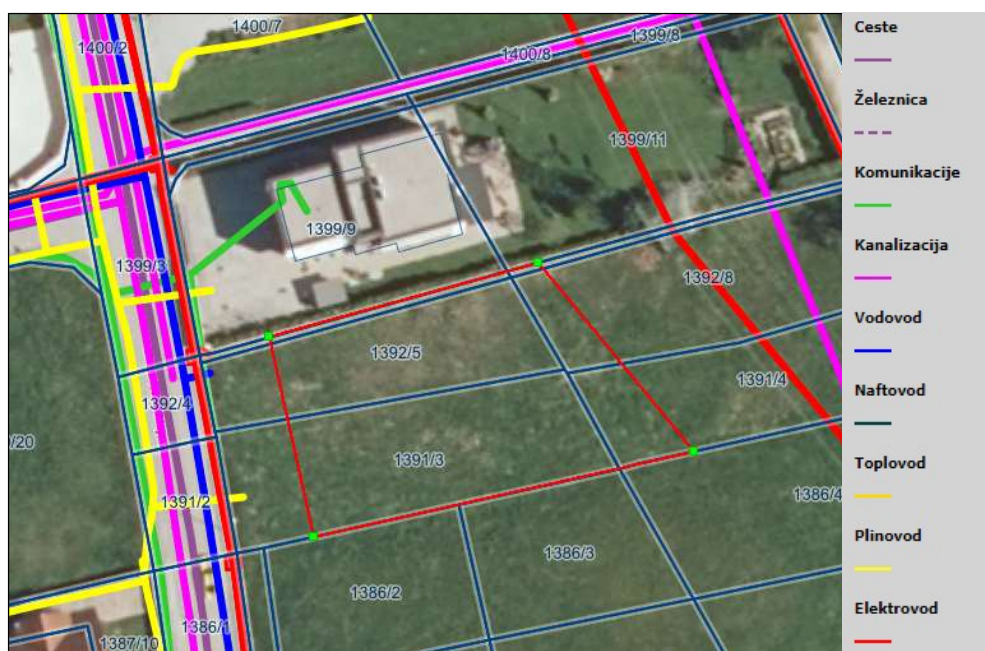 1400/7
1400/2
1399/8
1400/8
1399/11
1399/9
1399/3
1392/8
1392/5
1391/4
1392/4
/20
1391/3
1391/2
1386/4
1386/3
1386/2
1386/1
1387/10
Ceste
Železnica
Komunikacije
Kanalizacija
Vodovod
Naftovod
Toplovod
Plinovod
Elektrovod